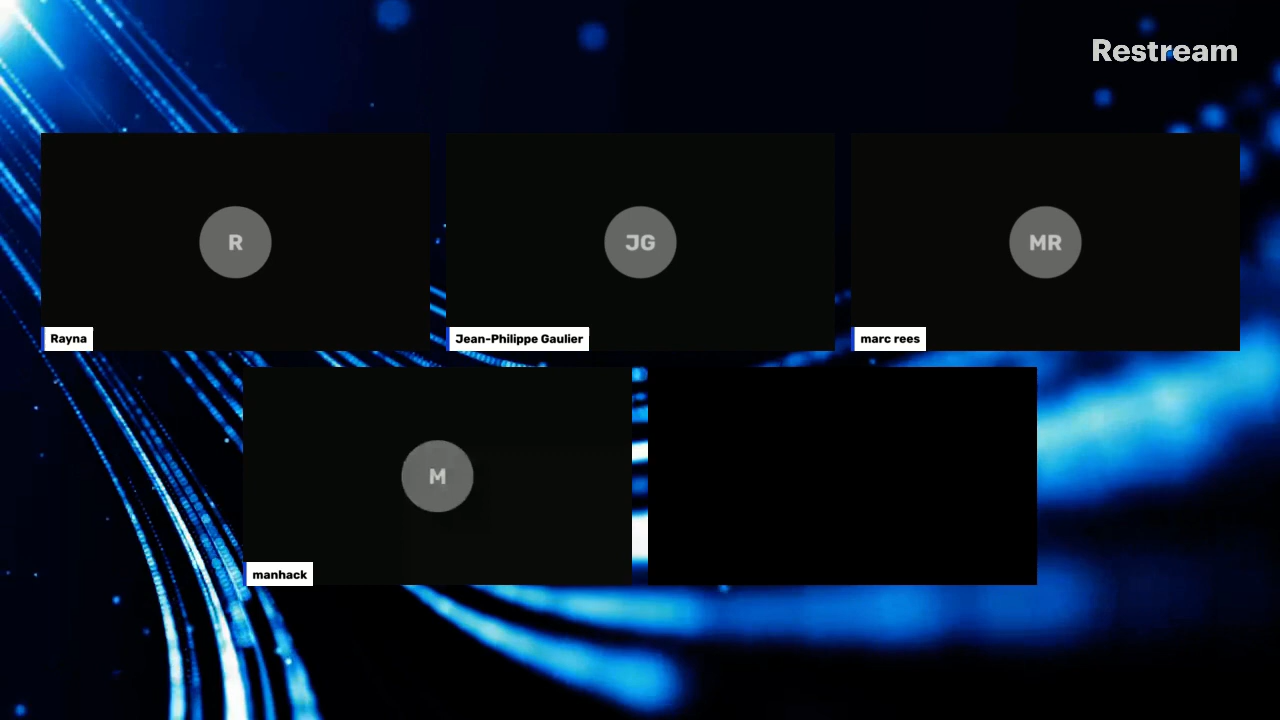 Restream
R
JG
MR
Rayna
Jean-Philippe Gaulier
marc rees
M
manhack